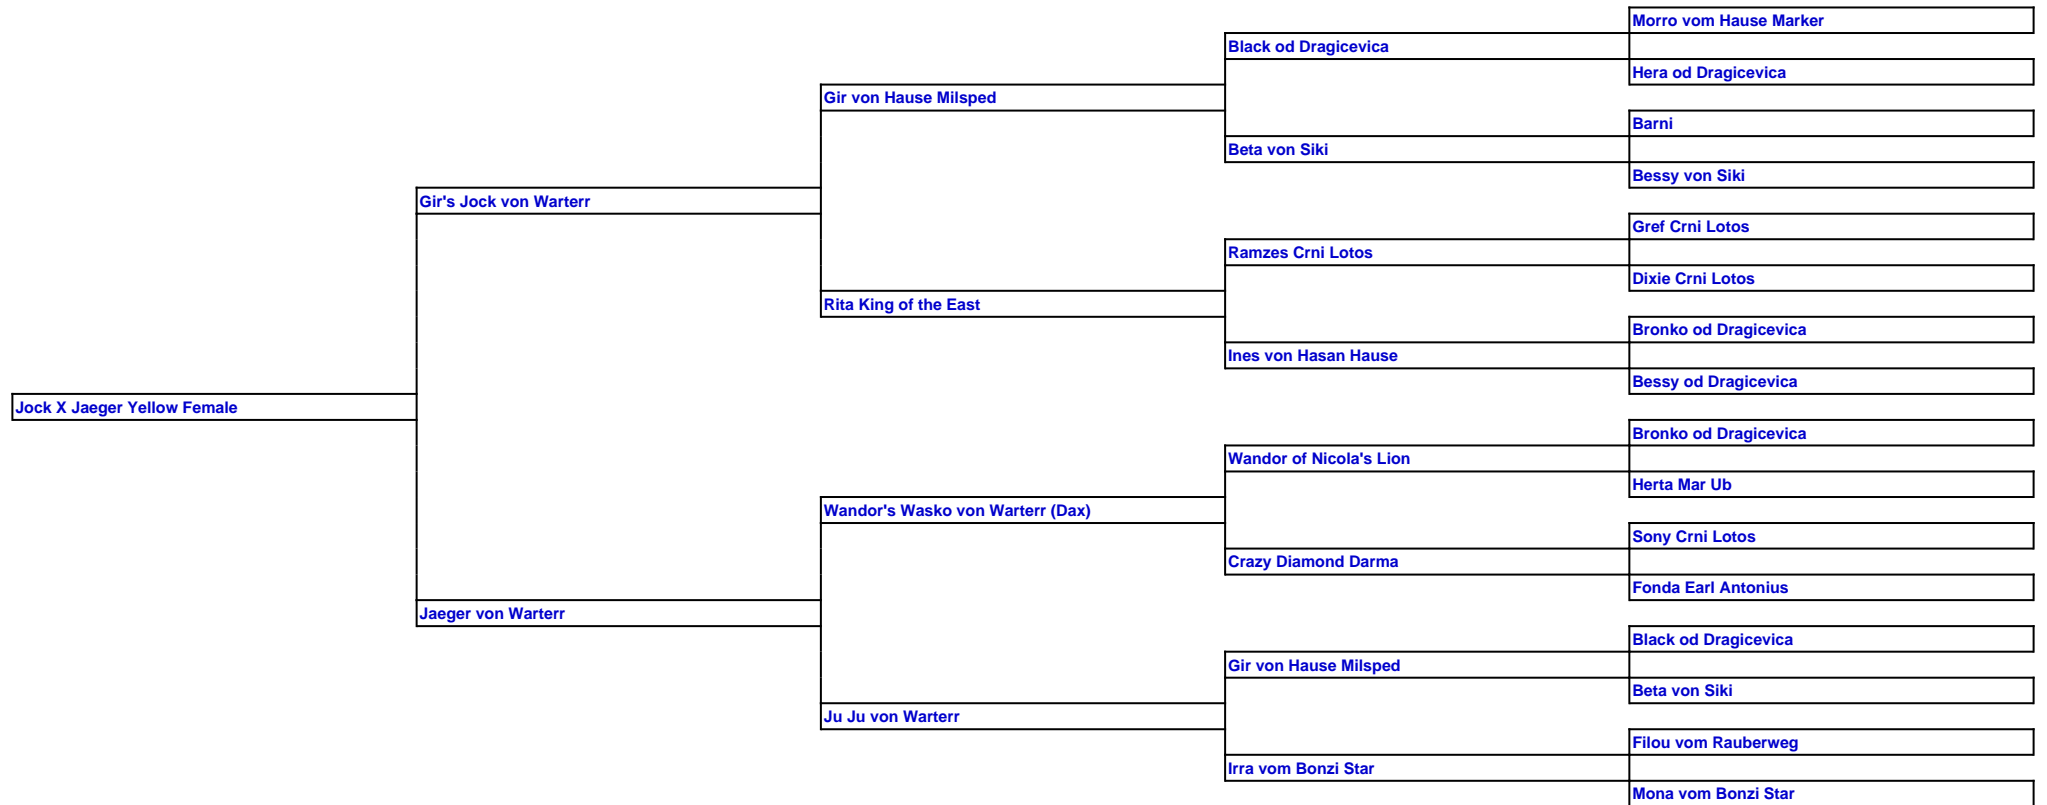 Morro vom Hause Marker
Black od Dragicevica
Hera od Dragicevica
Gir von Hause Milsped
Barni
Beta von Siki
Bessy von Siki
Gir's Jock von Warterr
Gref Crni Lotos
Ramzes Crni Lotos
Dixie Crni Lotos
Rita King of the East
Bronko od Dragicevica
Ines von Hasan Hause
Bessy od Dragicevica
Jock X Jaeger Yellow Female
Bronko od Dragicevica
Wandor of Nicola's Lion
Herta Mar Ub
Wandor's Wasko von Warterr (Dax)
Sony Crni Lotos
Crazy Diamond Darma
Fonda Earl Antonius
Jaeger von Warterr
Black od Dragicevica
Gir von Hause Milsped
Beta von Siki
Ju Ju von Warterr
Filou vom Rauberweg
Irra vom Bonzi Star
Mona vom Bonzi Star